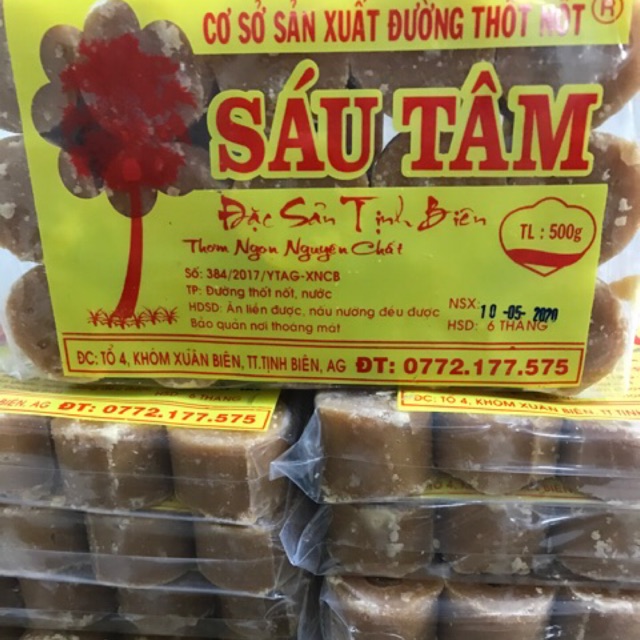 CƠ SỞ SẢN XUẤT ĐƯỜNG THỐT NỐT ®
SÁU TÂM
Đặc Sản Tịnh Biên
Thơm Ngon Nguyên Chất
TL : 500g
Số: 384/2017/YTAG-XNCB
TP: Đường thốt nốt, nước
HDSD: Ăn liền được, nấu nướng đều được
Bảo quản nơi thoáng mát
NSX: 10-05-2020
HSD: 6 THÁNG
ĐC: TỔ 4, KHÓM XUÂN BIÊN, TT.TỊNH BIÊN, AG ĐT: 0772.177.575
HSD: 6 THÁNG
BIÊN, AG ĐT: 0772.177.575
ĐC: TỔ 4, KHÓM XUÂN BIÊN, TT.TỊNH